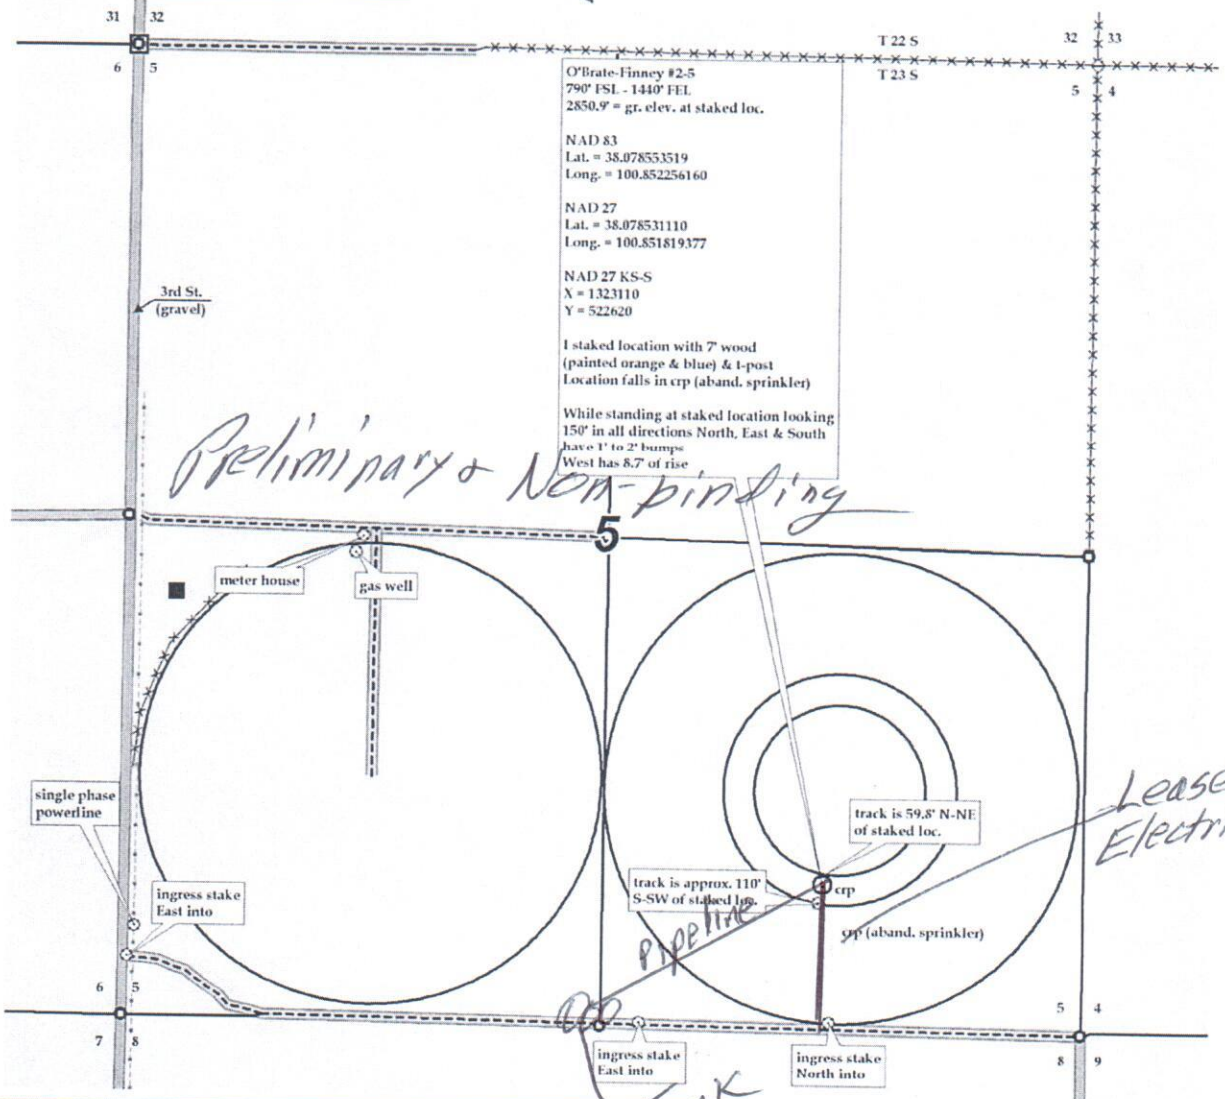 31 32
T 22 S
32 33
6 5
T 23 S
5 4
O'Brate-Finney #2-5
790' FSL - 1440' FEL
2850.9' = gr. elev. at staked loc.
NAD 83
Lat. = 38.078553519
Long. = 100.852256160
NAD 27
Lat. = 38.078531110
Long. = 100.851819377
NAD 27 KS-S
X = 1323110
Y = 522620
I staked location with 7' wood
(painted orange & blue) & t-post
Location falls in crp (aband. sprinkler)
While standing at staked location looking
150' in all directions North, East & South
have 1' to 2' bumps
West has 8.7' of rise
3rd St.
(gravel)
Preliminary & Non-binding
5
meter house
gas well
single phase
powerline
Lease
Electri
track is 59.8' N-NE
of staked loc.
track is approx. 110'
S-SW of staked loc.
crp
ingress stake
East into
pipeline
crp (aband. sprinkler)
6 5
5 4
7 8
8 9
ingress stake
East into
ingress stake
North into